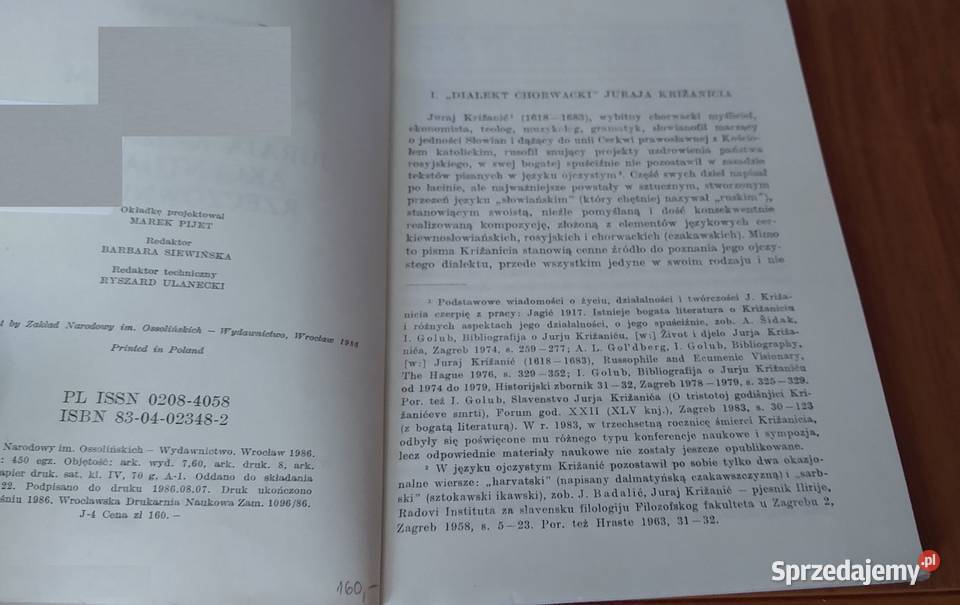 Okładkę projektował
MAREK PIJET
Redaktor
BARBARA SIEWIŃSKA
Redaktor techniczny
RYSZARD ULANECKI
by Zakład Narodowy im. Ossolińskich – Wydawnictwo, Wrocław 1986
Printed in Poland
PL ISSN 0208-4058
ISBN 83-04-02348-2
Narodowy im. Ossolińskich – Wydawnictwo. Wrocław 1986.
: 450 egz. Objętość: ark. wyd. 7,60, ark. druk. 8, ark.
apier druk. sat. kl. IV, 70 g, A-1. Oddano do składania
22. Podpisano do druku 1986.08.07. Druk ukończono
śniu 1986. Wrocławska Drukarnia Naukowa Zam. 1096/86.
J-4 Cena zł 160.–
160,-
I. „DIALEKT CHORWACKI" JURAJA KRIŽANICIA
Juraj Križanić¹ (1618–1683), wybitny chorwacki myśliciel,
ekonomista, teolog, muzykolog, gramatyk, słowianofil marzący
o jedności Słowian i dążący do unii Cerkwi prawosławnej z Kościo-
łem katolickim, rusofil snujący projekty uzdrowienia państwa
rosyjskiego, w swej bogatej spuściźnie nie pozostawił w zasadzie
tekstów pisanych w języku ojczystym². Część swych dzieł napisał
po łacinie, ale najważniejsze powstały w sztucznym, stworzonym
przezeń języku „słowiańskim" (który chętniej nazywał „ruskim"),
stanowiącym swoistą, nieźle pomyślaną i dość konsekwentnie
realizowaną kompozycję, złożoną z elementów językowych cer-
kiewnosłowiańskich, rosyjskich i chorwackich (czakawskich). Mimo
to pisma Križanicia stanowią cenne źródło do poznania jego ojczy-
stego dialektu, przede wszystkim jedyne w swoim rodzaju i nie
¹ Podstawowe wiadomości o życiu, działalności i twórczości J. Križa-
nicia czerpię z pracy: Jagić 1917. Istnieje bogata literatura o Križaniciu
i różnych aspektach jego działalności, o jego spuściźnie, zob. A. Šidak,
I. Golub, Bibliografija o Jurju Križaniću, [w:] Život i djelo Jurja Križa-
nića, Zagreb 1974, s. 259–277; A. L. Gol'dberg, I. Golub, Bibliography,
[w:] Juraj Križanić (1618–1683), Russophile and Ecumenic Visionary,
The Hague 1976, s. 329–352; I. Golub, Bibliografija o Jurju Križaniću
od 1974 do 1979, Historijski zbornik 31–32, Zagreb 1978–1979, s. 325–329.
Por. też I. Golub, Slavenstvo Jurja Križanića (O tristotoj godišnjici Kri-
žanićeve smrti), Forum god. XXII (XLV knj.), Zagreb 1983, s. 30–123
(z bogatą literaturą). W r. 1983, w trzechsetną rocznicę śmierci Križanicia,
odbyły się poświęcone mu różnego typu konferencje naukowe i sympozja,
lecz odpowiednie materiały naukowe nie zostały jeszcze opublikowane.
² W języku ojczystym Križanić pozostawił po sobie tylko dwa okazjo-
nalne wiersze: „harvatski" (napisany dalmatyńską czakawszczyzną) i „sarb-
ski" (sztokawski ikawski), zob. J. Badalić, Juraj Križanić – pjesnik Ilirije,
Radovi Instituta za slavensku filologiju Filozofskog fakulteta u Zagrebu 2,
Zagreb 1958, s. 5–23. Por. też Hraste 1963, 31–32.
Sprzedajemy.pl